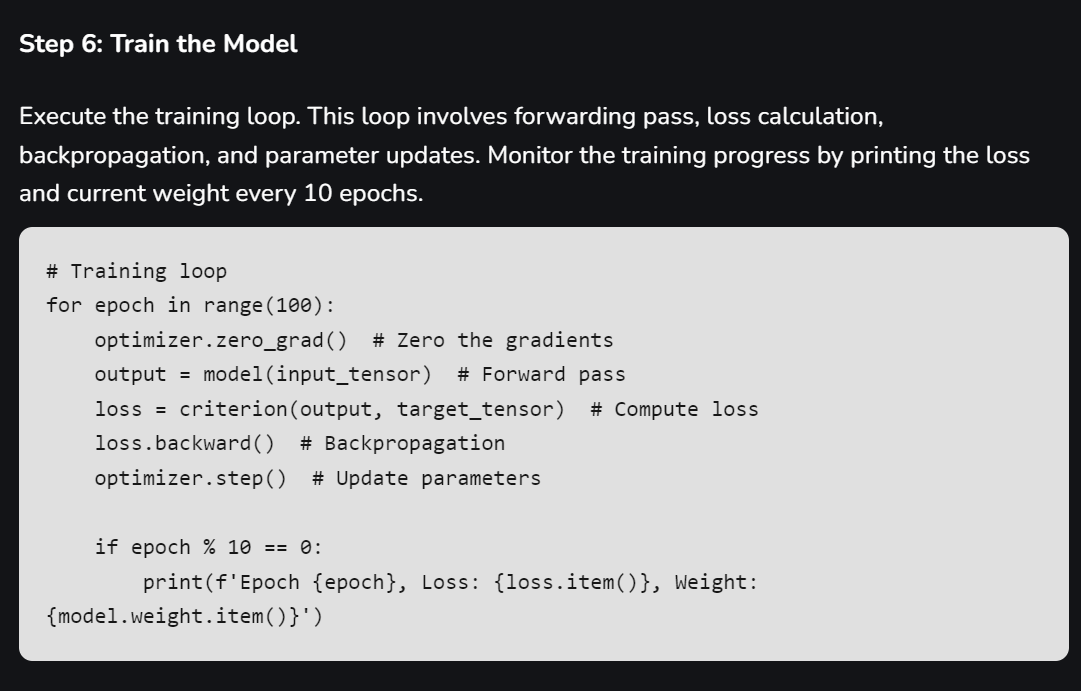 Step 6: Train the Model
Execute the training loop. This loop involves forwarding pass, loss calculation,
backpropagation, and parameter updates. Monitor the training progress by printing the loss
and current weight every 10 epochs.
# Training loop
for epoch in range(100):
    optimizer.zero_grad()  # Zero the gradients
    output = model(input_tensor)  # Forward pass
    loss = criterion(output, target_tensor)  # Compute loss
    loss.backward()  # Backpropagation
    optimizer.step()  # Update parameters

    if epoch % 10 == 0:
        print(f'Epoch {epoch}, Loss: {loss.item()}, Weight:
{model.weight.item()}')